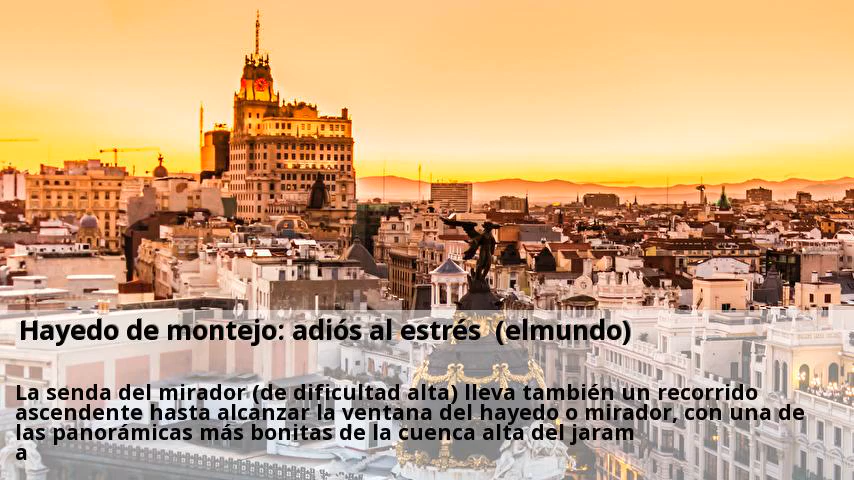 Hayedo de montejo: adiós al estrés  (elmundo)
La senda del mirador (de dificultad alta) lleva también un recorrido
ascendente hasta alcanzar la ventana del hayedo o mirador, con una de
las panorámicas más bonitas de la cuenca alta del jaram
a